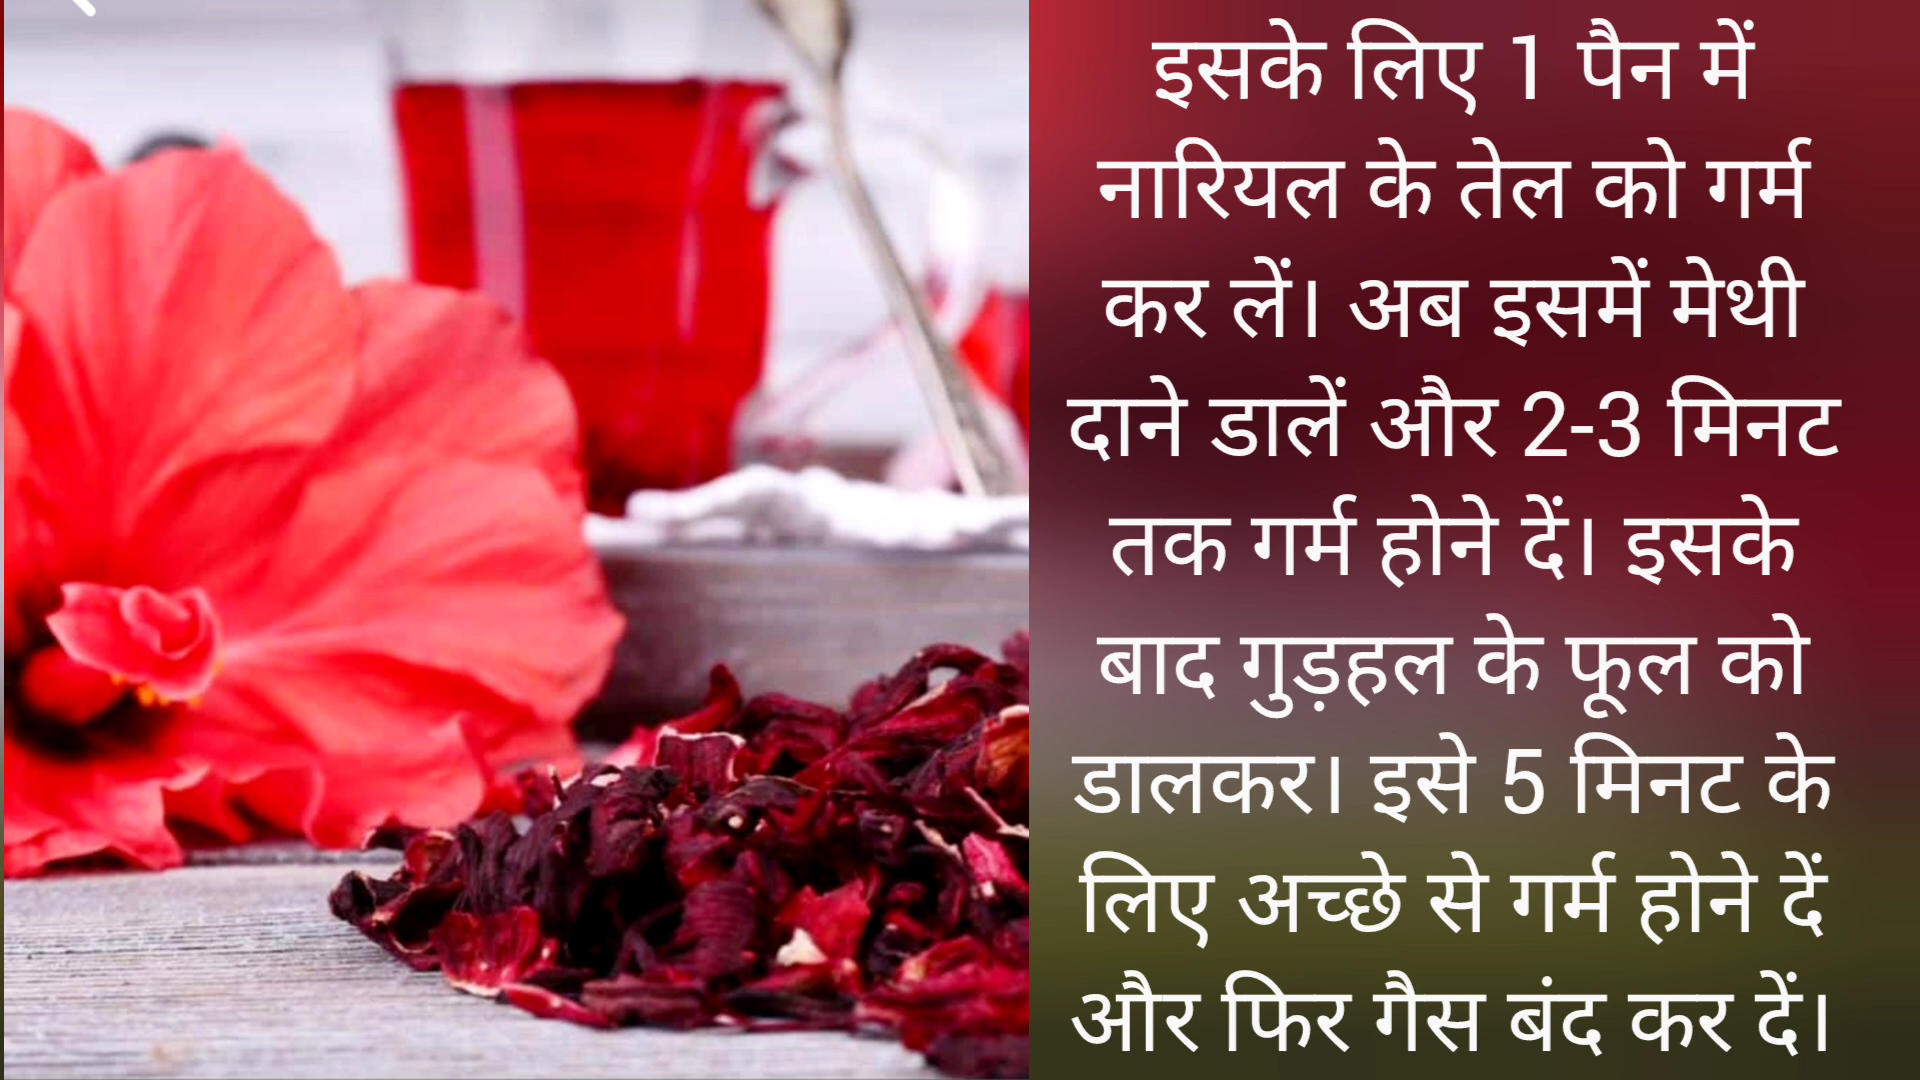 इसके लिए 1 पैन में
नारियल के तेल को गर्म
कर लें। अब इसमें मेथी
दाने डालें और 2-3 मिनट
तक गर्म होने दें। इसके
बाद गुड़हल के फूल को
डालकर। इसे 5 मिनट के
लिए अच्छे से गर्म होने दें
और फिर गैस बंद कर दें।